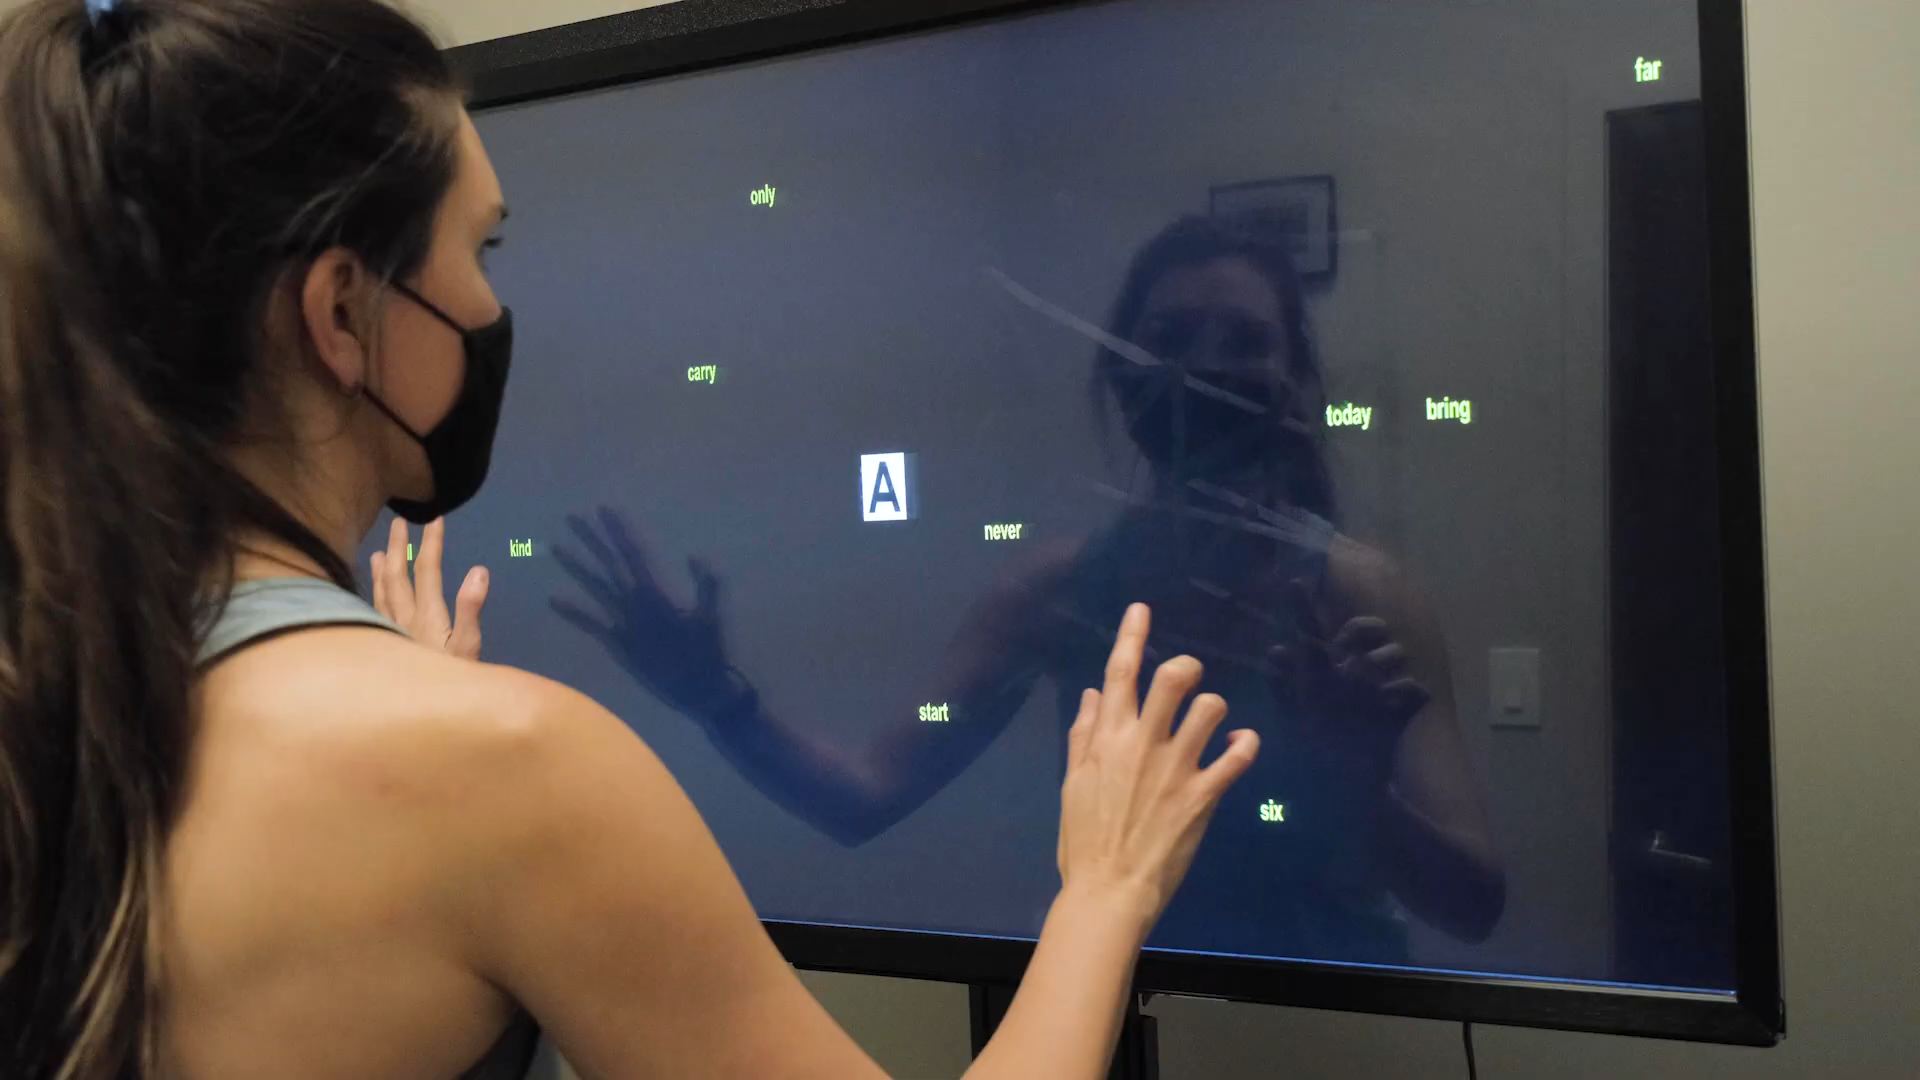 far
only
carry
today
bring
A
never
kind
start
six